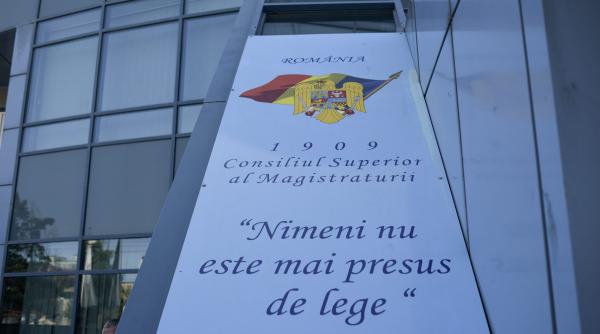 ROMÂNIA
1909
Consiliul Superior
al Magistraturii
“Nimeni nu
este mai presus
de lege “